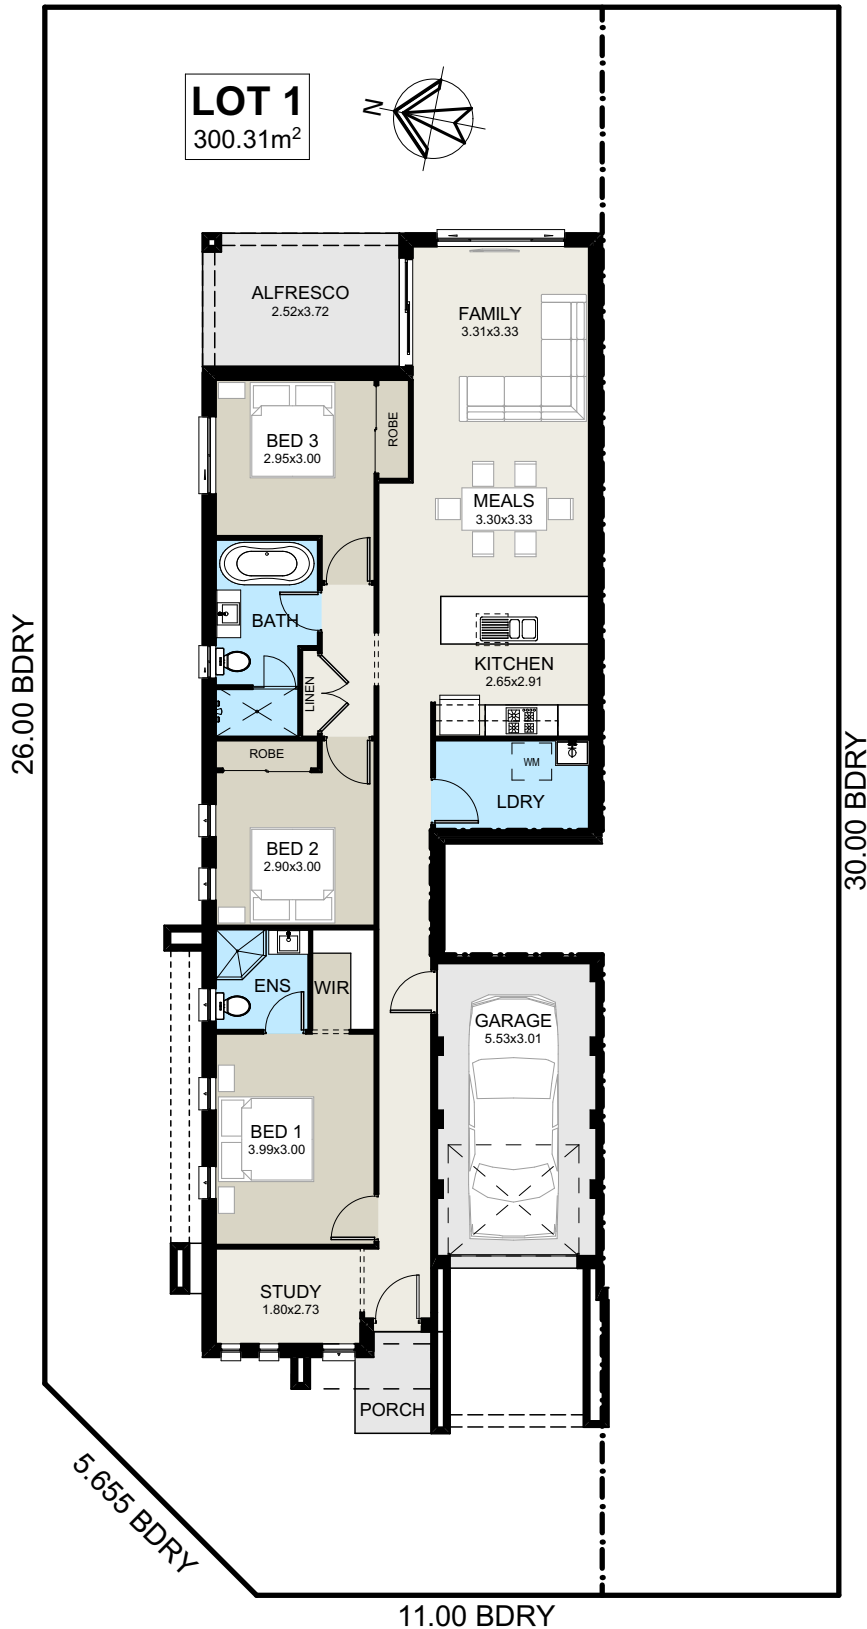 LOT 1
300.31m²
N
ALFRESCO
2.52x3.72
FAMILY
3.31x3.33
BED 3
2.95x3.00
ROBE
MEALS
3.30x3.33
26.00 BDRY
BATH
LINEN
KITCHEN
2.65x2.91
ROBE
WM
LDRY
30.00 BDRY
BED 2
2.90x3.00
ENS
WIR
GARAGE
5.53x3.01
BED 1
3.99x3.00
STUDY
1.80x2.73
PORCH
5.655 BDRY
11.00 BDRY